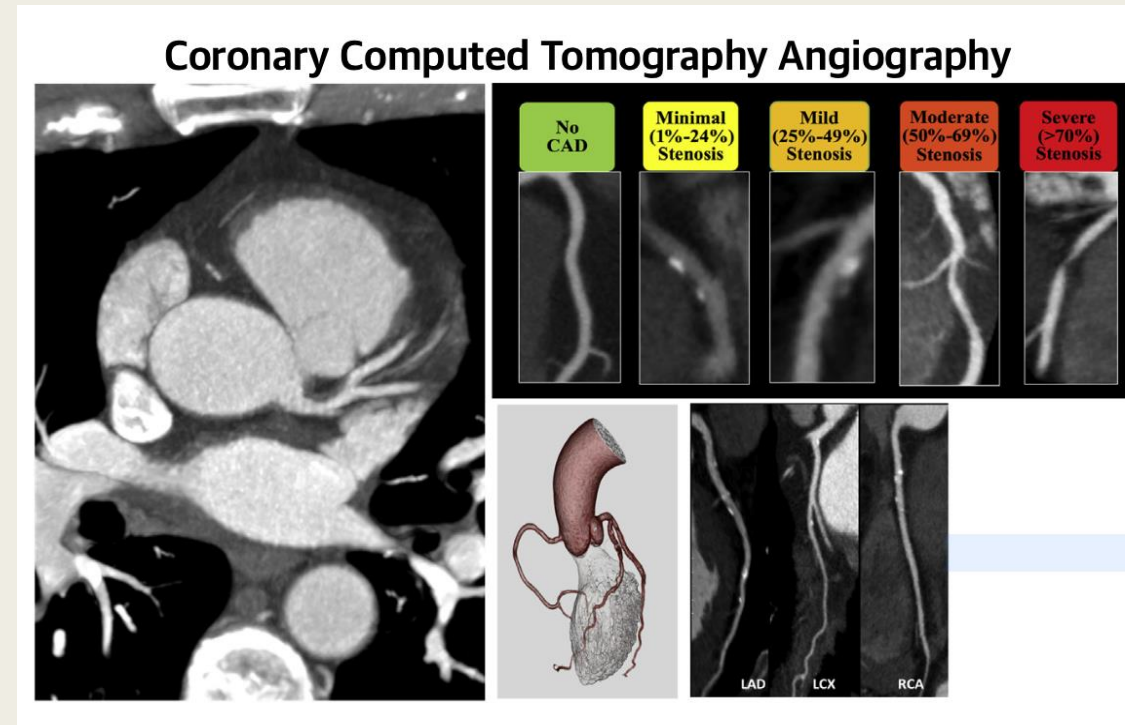 Coronary Computed Tomography Angiography
No
CAD
Minimal
(1%-24%)
Stenosis
Mild
(25%-49%)
Stenosis
Moderate
(50%-69%)
Stenosis
Severe
(>70%)
Stenosis
LAD
LCX
RCA